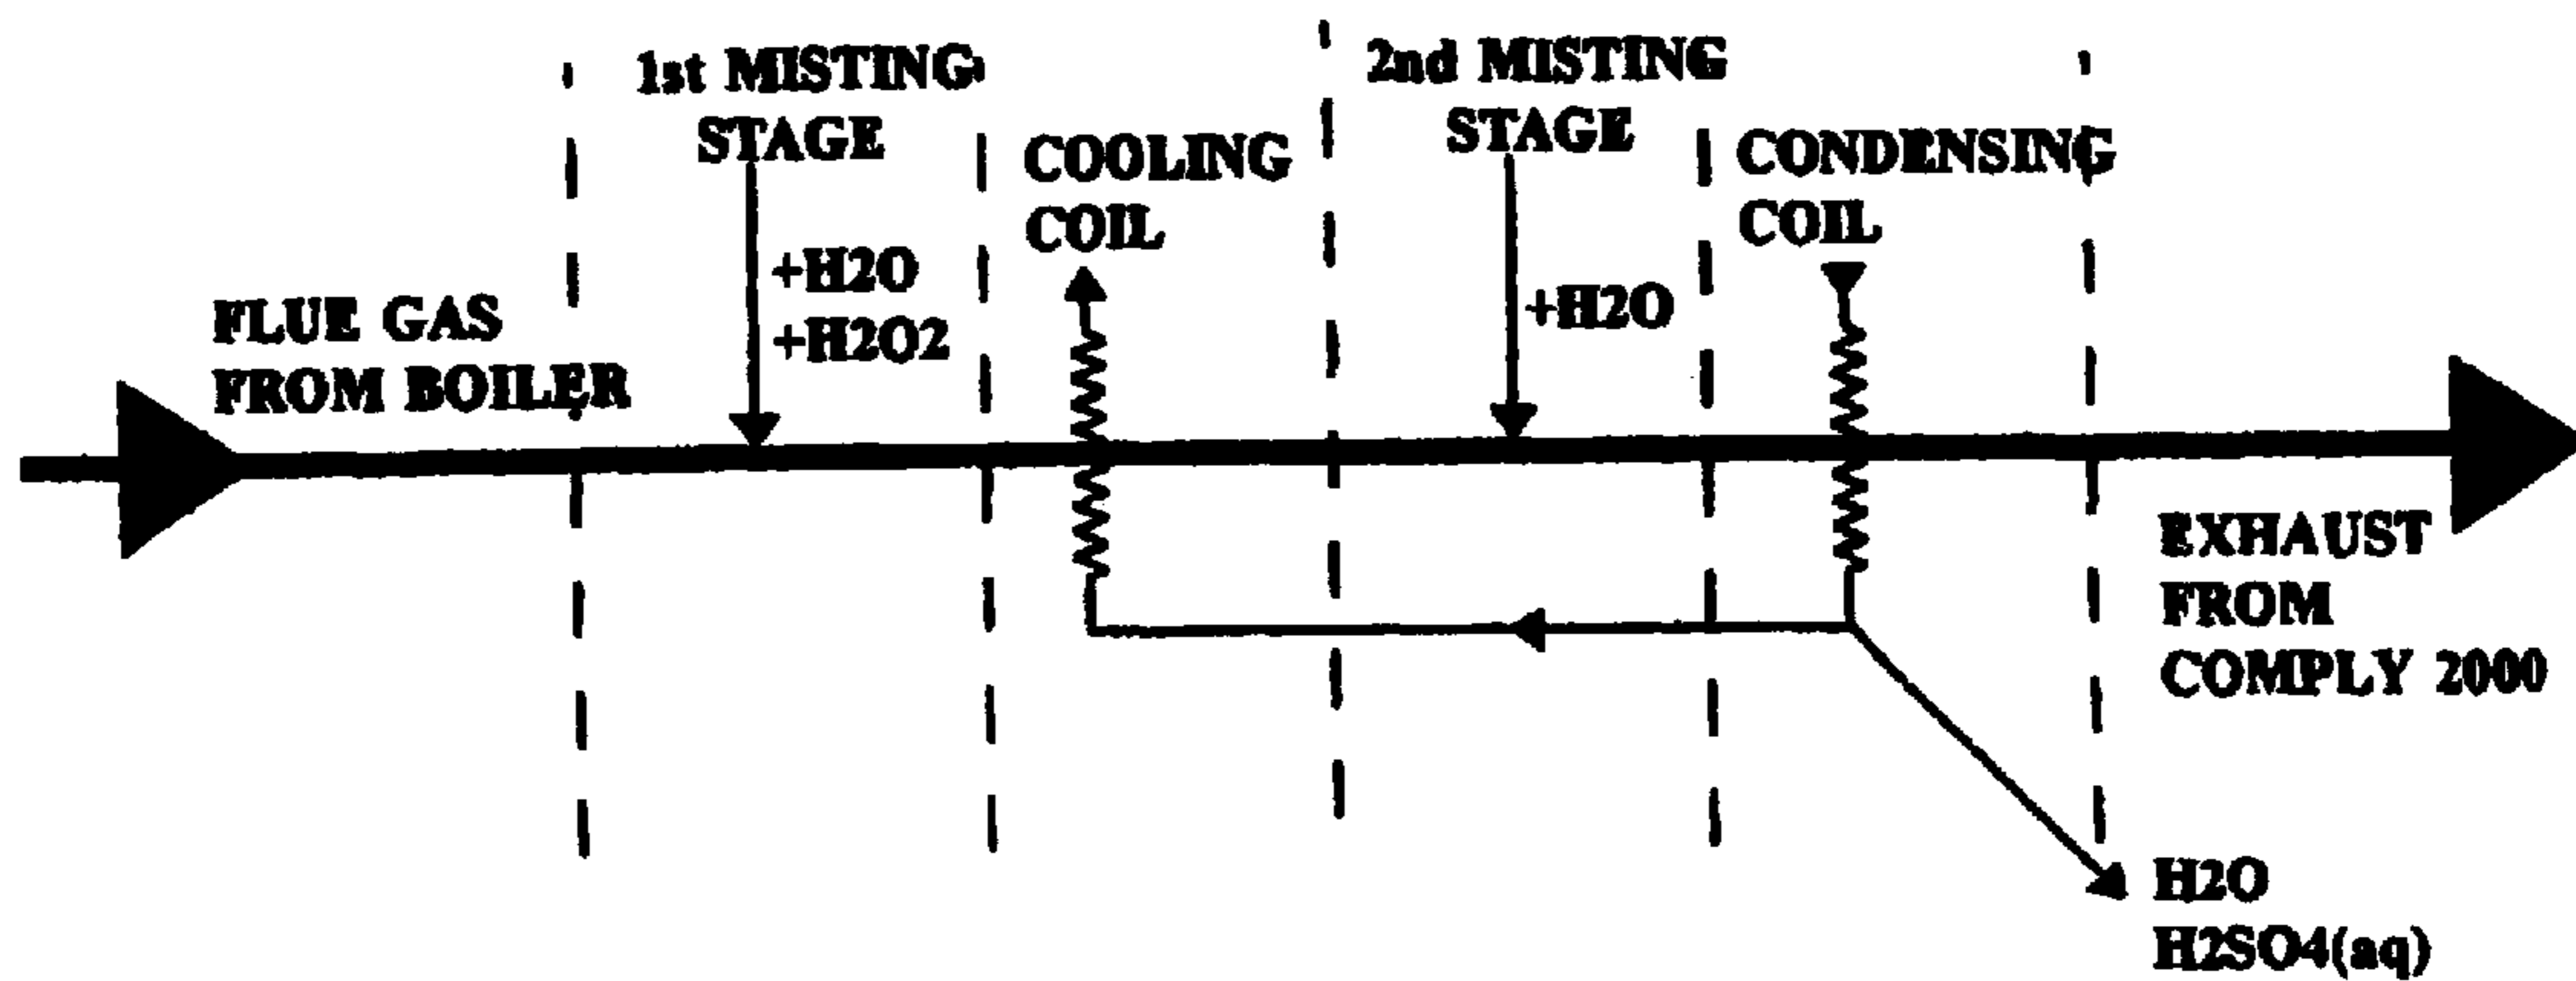 FLUE GAS
FROM BOILER
1st MISTING
STAGE
+H2O
+H2O2
COOLING
COIL
2nd MISTING
STAGE
+H2O
CONDENSING
COIL
EXHAUST
FROM
COMPLY 2000
H2O
H2SO4(aq)